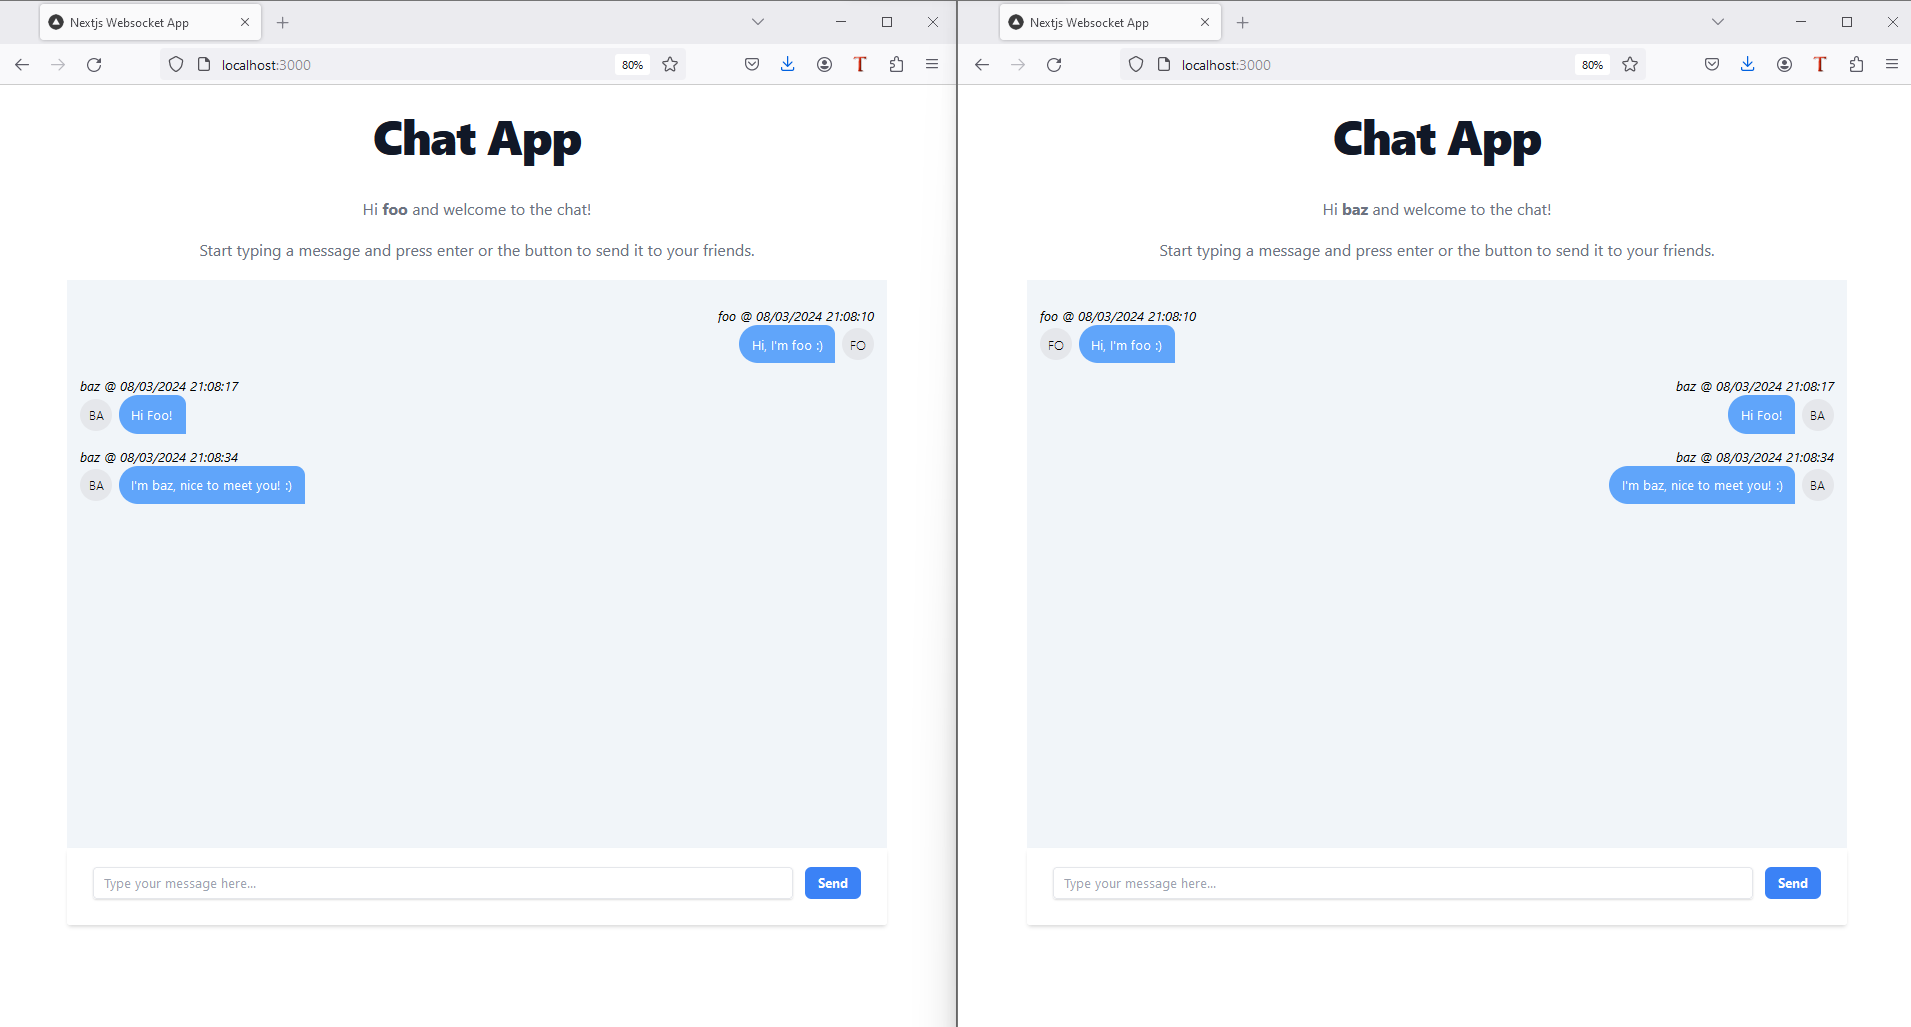 Nextjs Websocket App
localhost:3000
80%
T
Chat App
Hi foo and welcome to the chat!
Start typing a message and press enter or the button to send it to your friends.
foo @ 08/03/2024 21:08:10
Hi, I'm foo :)
FO
baz @ 08/03/2024 21:08:17
BA
Hi Foo!
baz @ 08/03/2024 21:08:34
BA
I'm baz, nice to meet you! :)
Type your message here...
Send
Nextjs Websocket App
localhost:3000
80%
T
Chat App
Hi baz and welcome to the chat!
Start typing a message and press enter or the button to send it to your friends.
foo @ 08/03/2024 21:08:10
FO
Hi, I'm foo :)
baz @ 08/03/2024 21:08:17
Hi Foo!
BA
baz @ 08/03/2024 21:08:34
I'm baz, nice to meet you! :)
BA
Type your message here...
Send